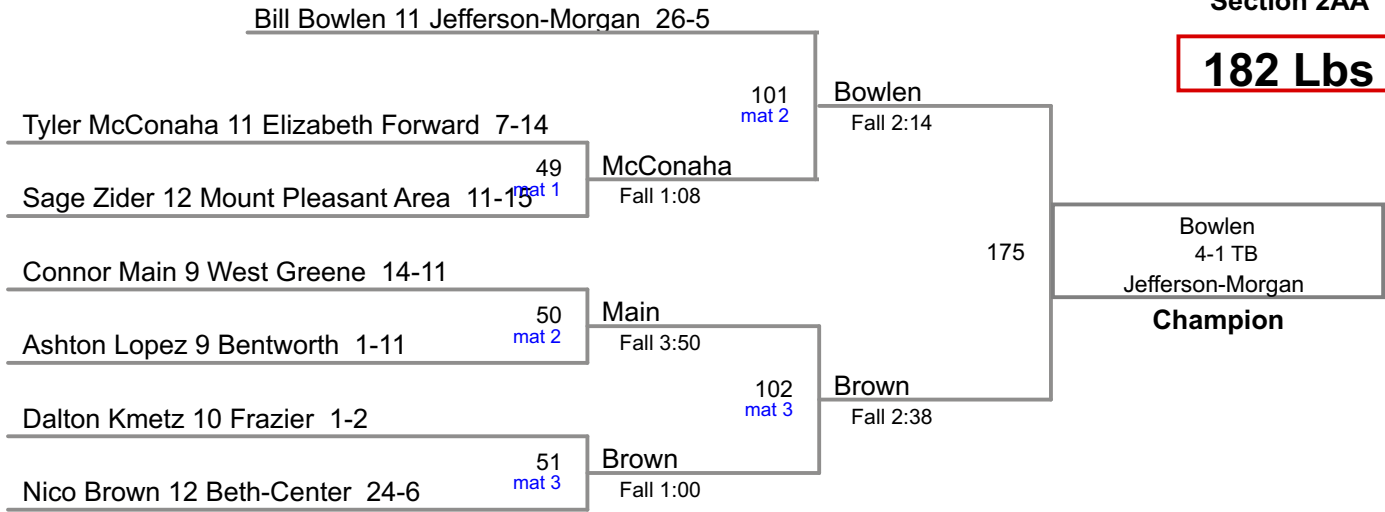 Section 2AA
Bill Bowlen 11 Jefferson-Morgan 26-5
182 Lbs
101
mat 2
Bowlen
Fall 2:14
Tyler McConaha 11 Elizabeth Forward 7-14
49
mat 1
McConaha
Fall 1:08
Sage Zider 12 Mount Pleasant Area 11-15
175
Bowlen
4-1 TB
Jefferson-Morgan
Champion
Connor Main 9 West Greene 14-11
50
mat 2
Main
Fall 3:50
Ashton Lopez 9 Bentworth 1-11
102
mat 3
Brown
Fall 2:38
Dalton Kmetz 10 Frazier 1-2
51
mat 3
Brown
Fall 1:00
Nico Brown 12 Beth-Center 24-6